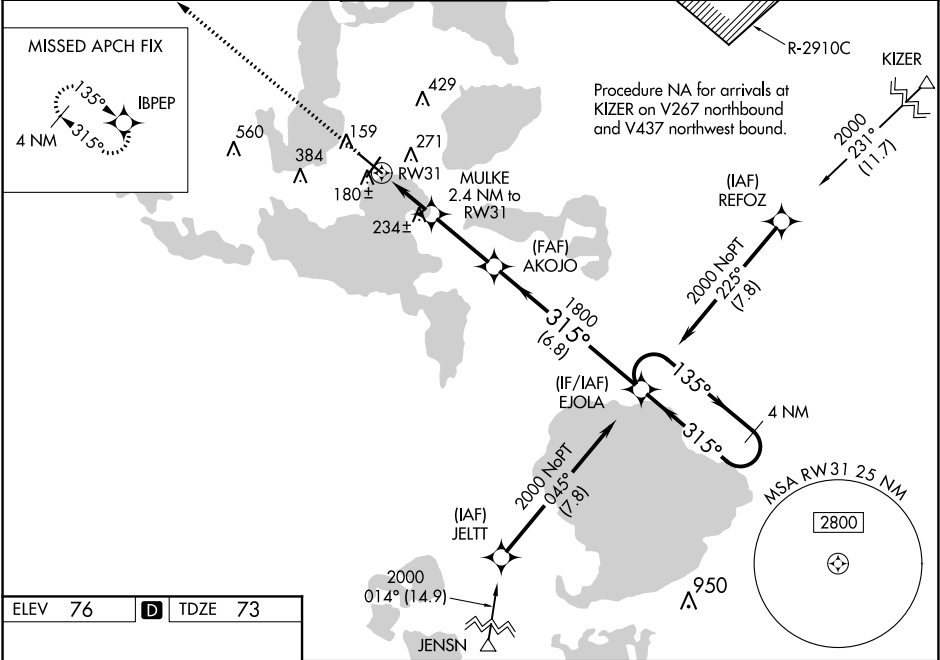 MISSED APCH FIX
135°
IBPEP
4 NM
315°
R-2910C
KIZER
Procedure NA for arrivals at
KIZER on V267 northbound
and V437 northwest bound.
2000
231°
(11.7)
429
560
159
271
384
RW31
180±
MULKE
2.4 NM to
RW31
234±
(IAF)
REFOZ
(FAF)
AKOJO
2000 NoPT
225°
(7.8)
1800
315°
(6.8)
(IF/IAF)
EJOLA
135°
4 NM
315°
2000 NoPT
045°
(7.8)
MSA RW31 25 NM
2800
(IAF)
JELTT
2000
014° (14.9)
950
JENSN
ELEV 76 D TDZE 73